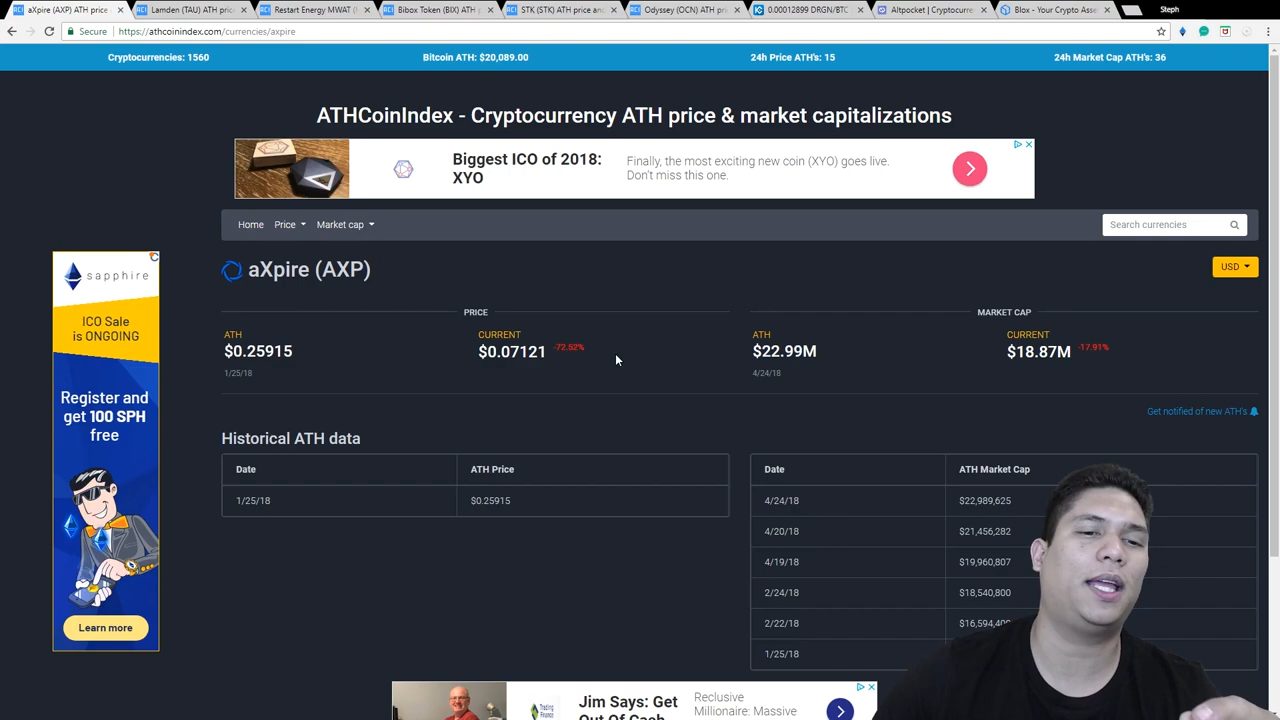 aXpire (AXP) ATH price
Lamden (TAU) ATH pric
Restart Energy MWAT (
Bibox Token (BIX) ATH p
STK (STK) ATH price an
Odyssey (OCN) ATH pri
0.00012899 DRGN/BTC
Altpocket | Cryptocurre
Blox - Your Crypto Asse
Steph
Secure
https://athcoinindex.com/currencies/axpire
Cryptocurrencies: 1560
Bitcoin ATH: $20,089.00
24h Price ATH's: 15
24h Market Cap ATH's: 36
ATHCoinIndex - Cryptocurrency ATH price & market capitalizations
Biggest ICO of 2018:
XYO
Finally, the most exciting new coin (XYO) goes live.
Don't miss this one.
Home
Price
Market cap
Search currencies
sapphire
ICO Sale
is ONGOING
Register and
get 100 SPH
free
Learn more
aXpire (AXP)
USD
PRICE
MARKET CAP
ATH
CURRENT
ATH
CURRENT
$0.25915
$0.07121
-72.52%
$22.99M
$18.87M
-17.91%
1/25/18
4/24/18
Get notified of new ATH's
Historical ATH data
Date
ATH Price
1/25/18
$0.25915
Date
ATH Market Cap
4/24/18
$22,989,625
4/20/18
$21,456,282
4/19/18
$19,960,807
2/24/18
$18,540,800
2/22/18
$16,594,400
1/25/18
Trading
Finance
Jim Says: Get
Out Of Cash
Reclusive
Millionaire: Massive